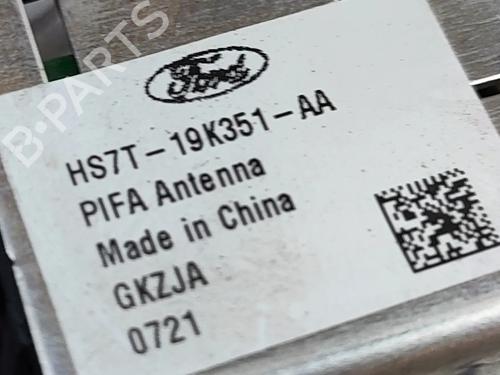 B-PARTS
Ford
HS7T-19K351-AA
PIFA Antenna
Made in China
GKZJA
0721